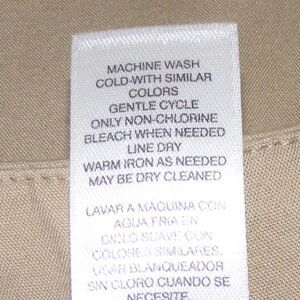 MACHINE WASH
COLD-WITH SIMILAR
COLORS
GENTLE CYCLE
ONLY NON-CHLORINE
BLEACH WHEN NEEDED
LINE DRY
WARM IRON AS NEEDED
MAY BE DRY CLEANED
LAVAR A MAQUINA CON
AGUA FRIA EN
CICLO SUAVE CON
COLORES SIMILARES.
USAR BLANQUEADOR
SIN CLORO CUANDO SE
NECESITE